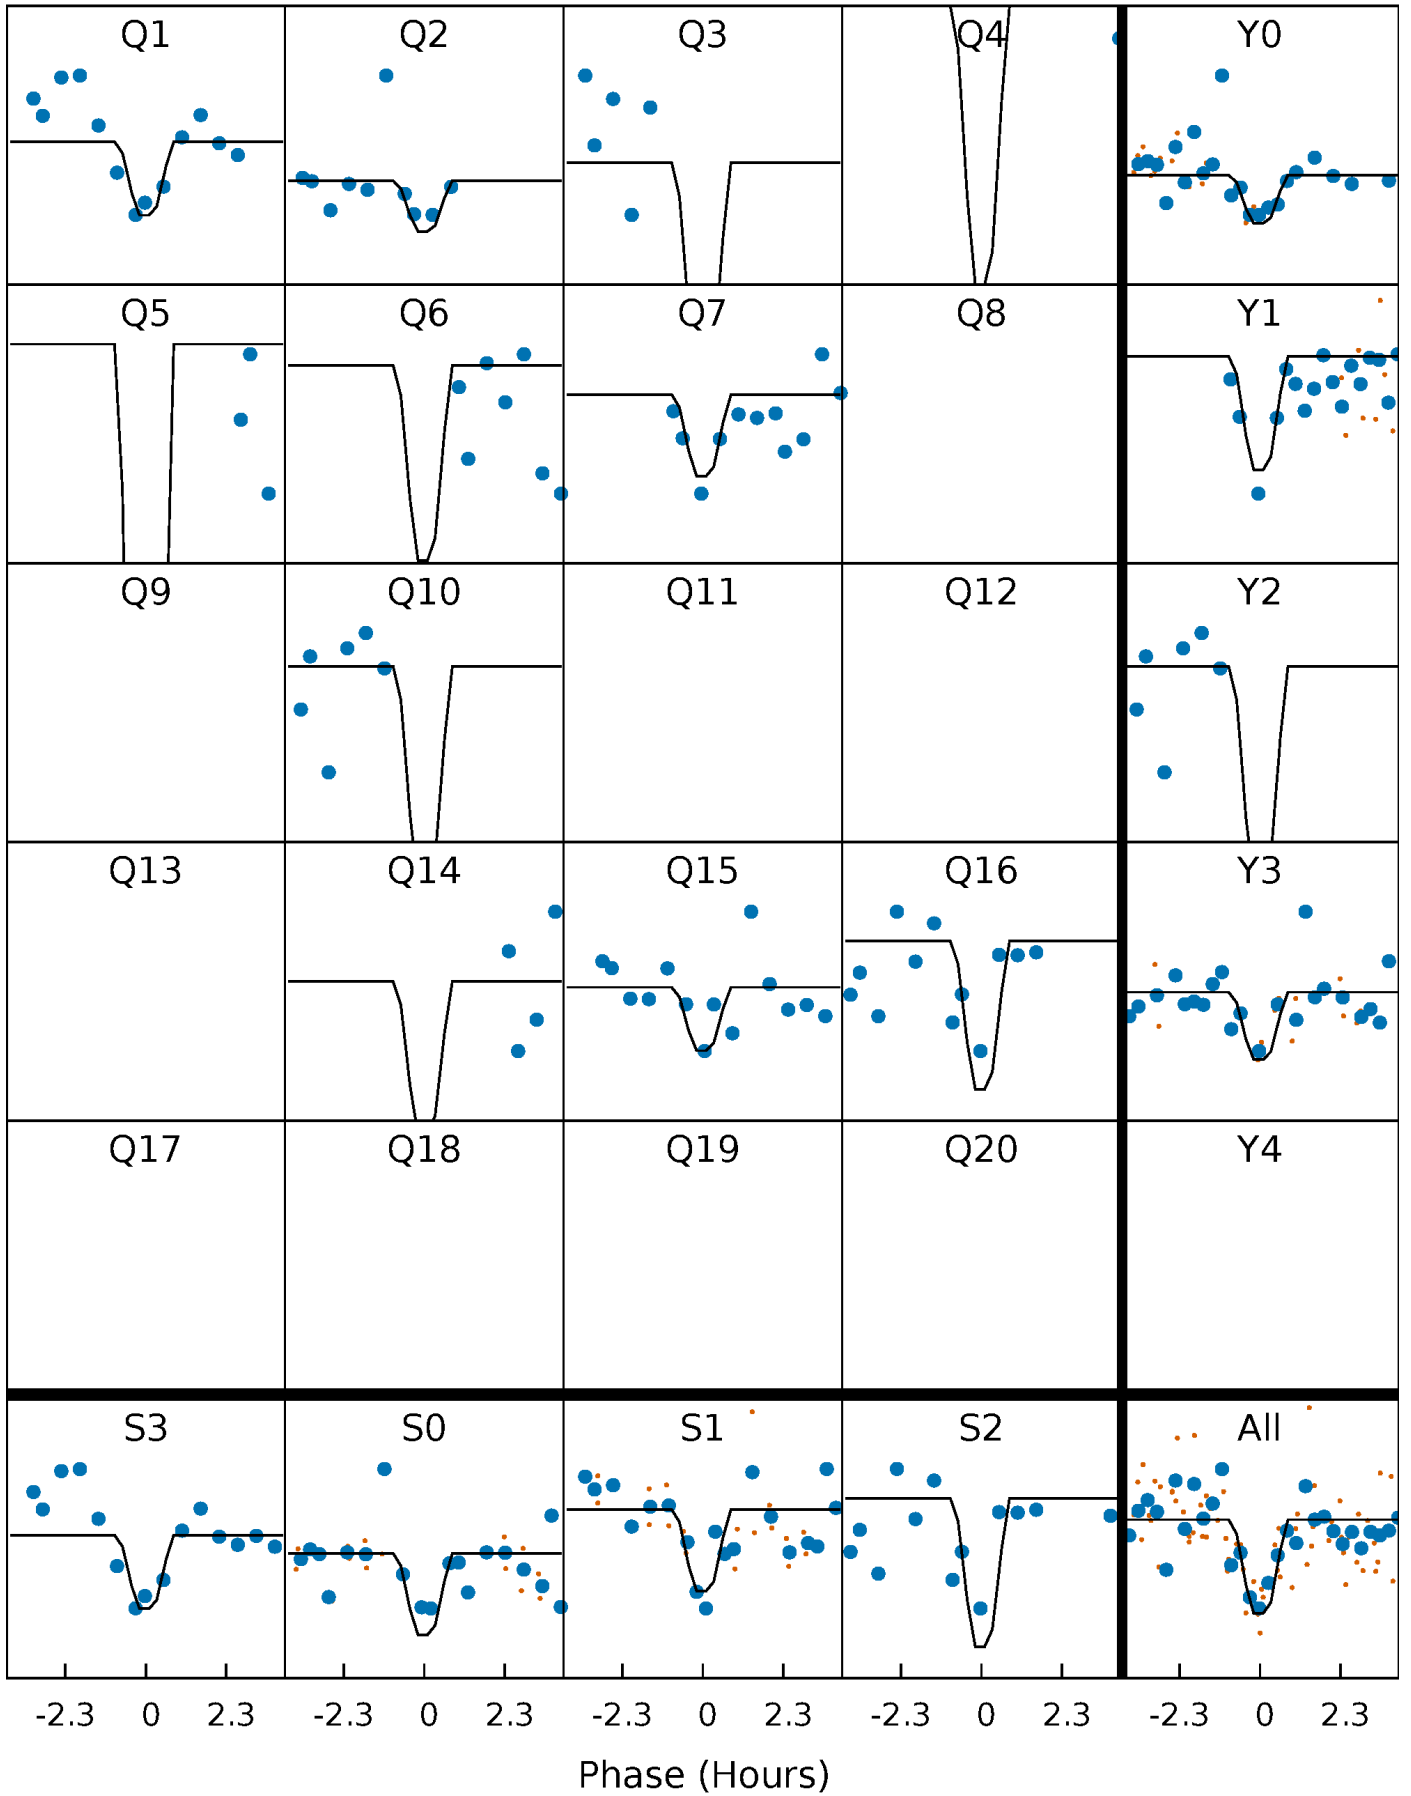 Q1 Q2 Q3 Q4 Y0
Q5 Q6 Q7 Q8 Y1
Q9 Q10 Q11 Q12 Y2
Q13 Q14 Q15 Q16 Y3
Q17 Q18 Q19 Q20 Y4
S3 S0 S1 S2 All
-2.3 0 2.3 -2.3 0 2.3 -2.3 0 2.3 -2.3 0 2.3 -2.3 0 2.3
Phase (Hours)